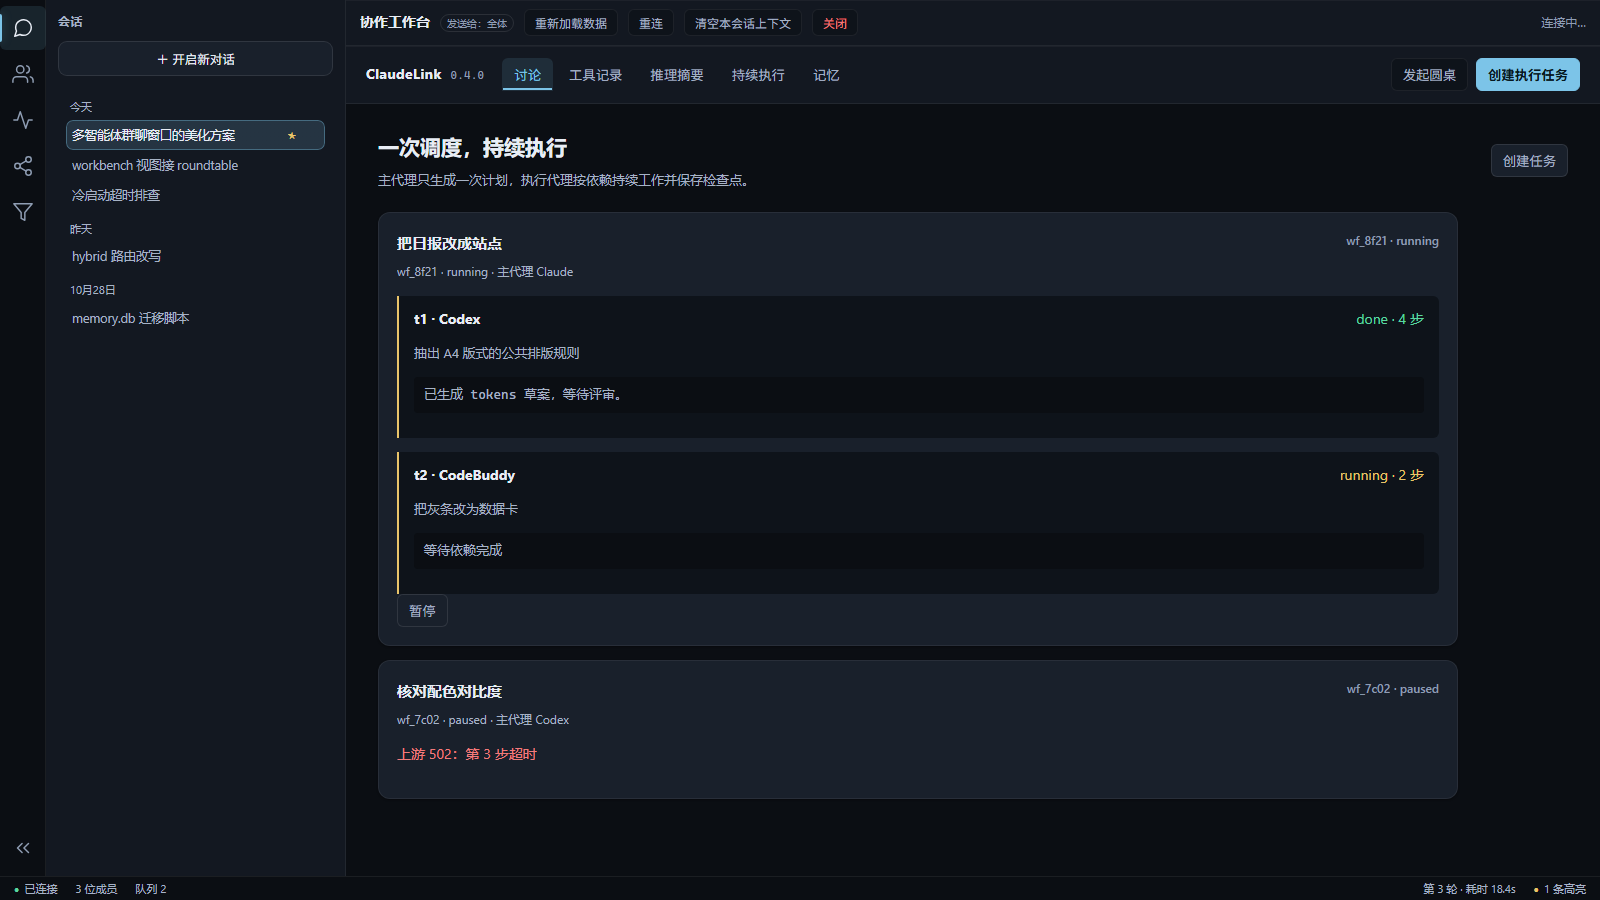 会话
+ 开启新对话
今天
多智能体群聊窗口的美化方案 ★
workbench 视图接 roundtable
冷启动超时排查
昨天
hybrid 路由改写
10月28日
memory.db 迁移脚本
协作工作台 发送给: 全体 重新加载数据 重连 清空本会话上下文 关闭 连接中...
ClaudeLink 0.4.0 讨论 工具记录 推理摘要 持续执行 记忆 发起圆桌 创建执行任务
一次调度，持续执行
主代理只生成一次计划，执行代理按依赖持续工作并保存检查点。
创建任务
把日报改成站点 wf_8f21 · running
wf_8f21 · running · 主代理 Claude
t1 · Codex done · 4 步
抽出 A4 版式的公共排版规则
已生成 tokens 草案，等待评审。
t2 · CodeBuddy running · 2 步
把灰条改为数据卡
等待依赖完成
暂停
核对配色对比度 wf_7c02 · paused
wf_7c02 · paused · 主代理 Codex
上游 502：第 3 步超时
已连接 3 位成员 队列 2 第 3 轮 · 耗时 18.4s 1 条高亮